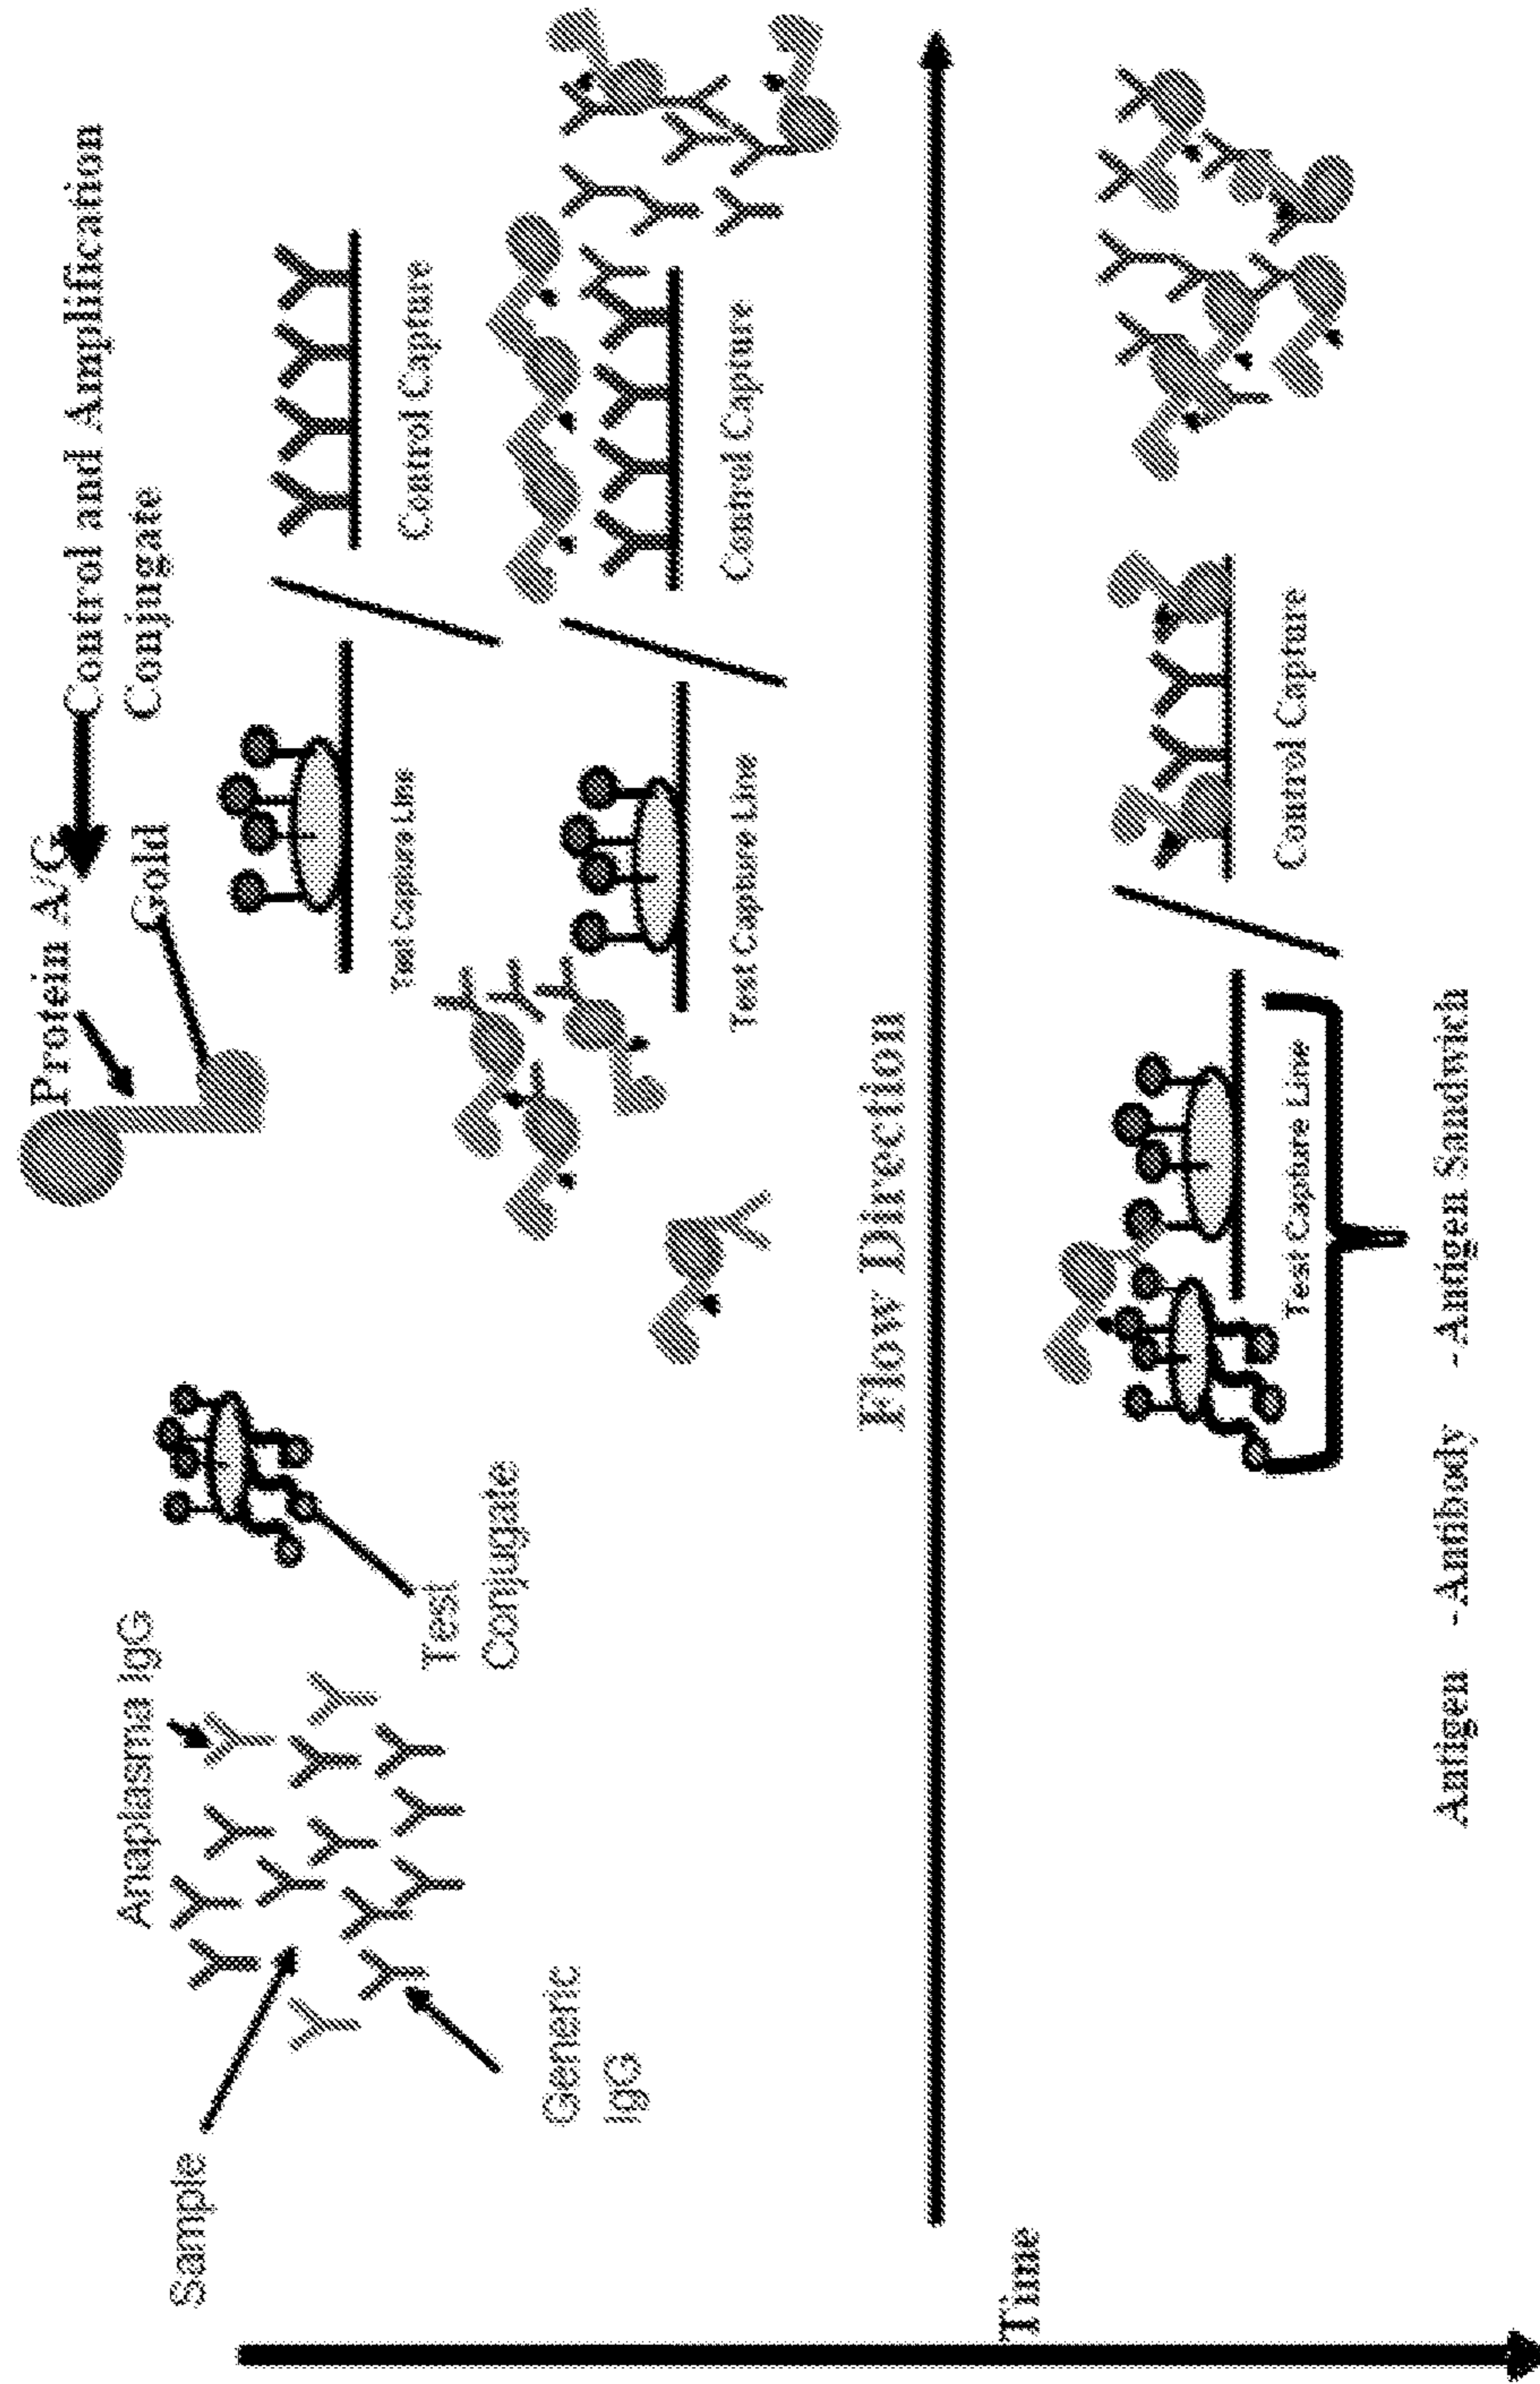 Protein A/G
Control and Amplification
Conjugate
Gold
Sample
Anaplasma IgG
Test
Conjugate
Generic
IgG
Test Capture Line
Control Capture
Test Capture Line
Control Capture
Flow Direction
Time
Test Capture Line
Control Capture
Antigen -Antibody -Antigen Sandwich